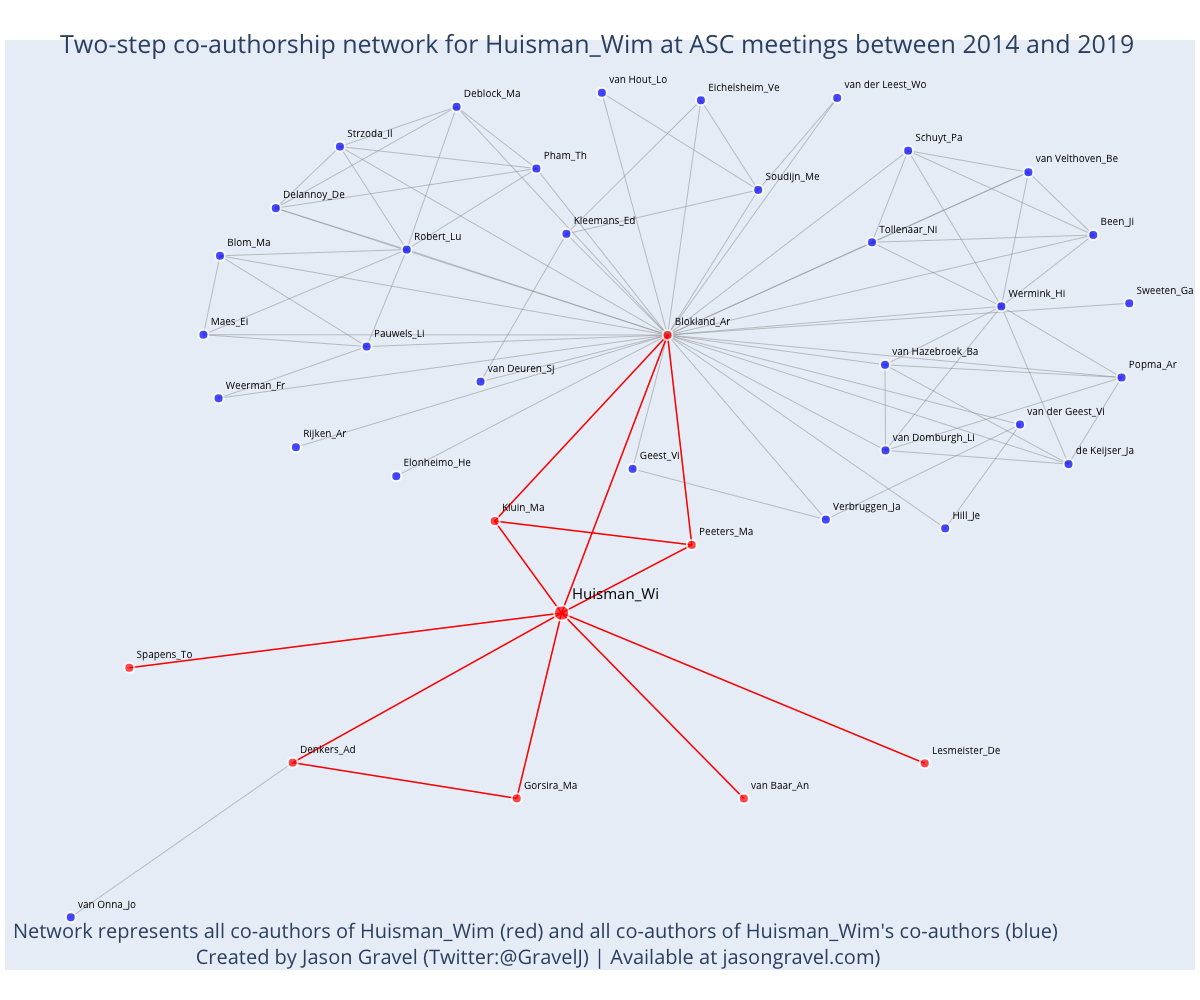 Two-step co-authorship network for Huisman_Wim at ASC meetings between 2014 and 2019
van Hout_Lo
Eichelsheim_Ve
van der Leest_Wo
Deblock_Ma
Strzoda_Il
Schuyt_Pa
Pham_Th
van Velthoven_Be
Soudijn_Me
Delannoy_De
Kleemans_Ed
Been_Ji
Tollenaar_Ni
Robert_Lu
Blom_Ma
Sweeten_Ga
Wermink_Hi
Maes_Ei
Blokland_Ar
Pauwels_Li
van Hazebroek_Ba
Popma_Ar
van Deuren_Sj
Weerman_Fr
van der Geest_Vi
Rijken_Ar
van Domburgh_Li
de Keijser_Ja
Geest_Vi
Elonheimo_He
Kluin_Ma
Verbruggen_Ja
Hill_Je
Peeters_Ma
Huisman_Wi
Spapens_To
Denkers_Ad
Lesmeister_De
Gorsira_Ma
van Baar_An
van Onna_Jo
Network represents all co-authors of Huisman_Wim (red) and all co-authors of Huisman_Wim's co-authors (blue)
Created by Jason Gravel (Twitter:@GravelJ) | Available at jasongravel.com)